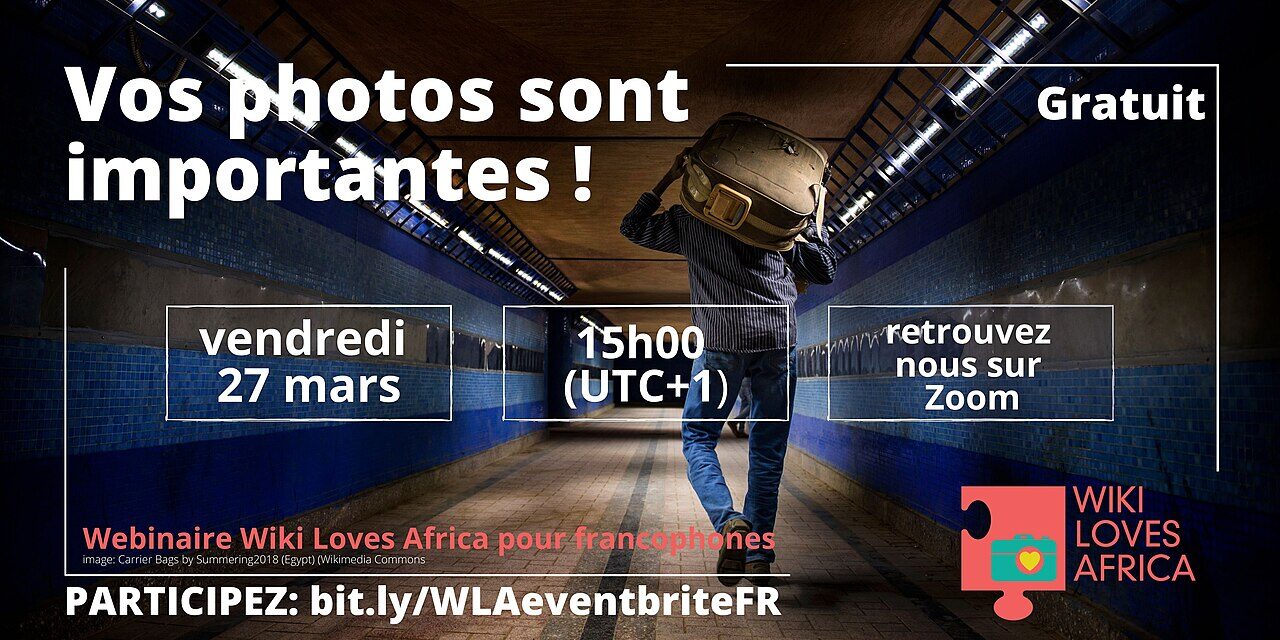 Vos photos sont
importantes !
Gratuit
vendredi
27 mars
15h00
(UTC+1)
retrouvez
nous sur
Zoom
Webinaire Wiki Loves Africa pour francophones
image: Carrier Bags by Summering2018 (Egypt) (Wikimedia Commons
PARTICIPEZ: bit.ly/WLAeventbriteFR
WIKI
LOVES
AFRICA